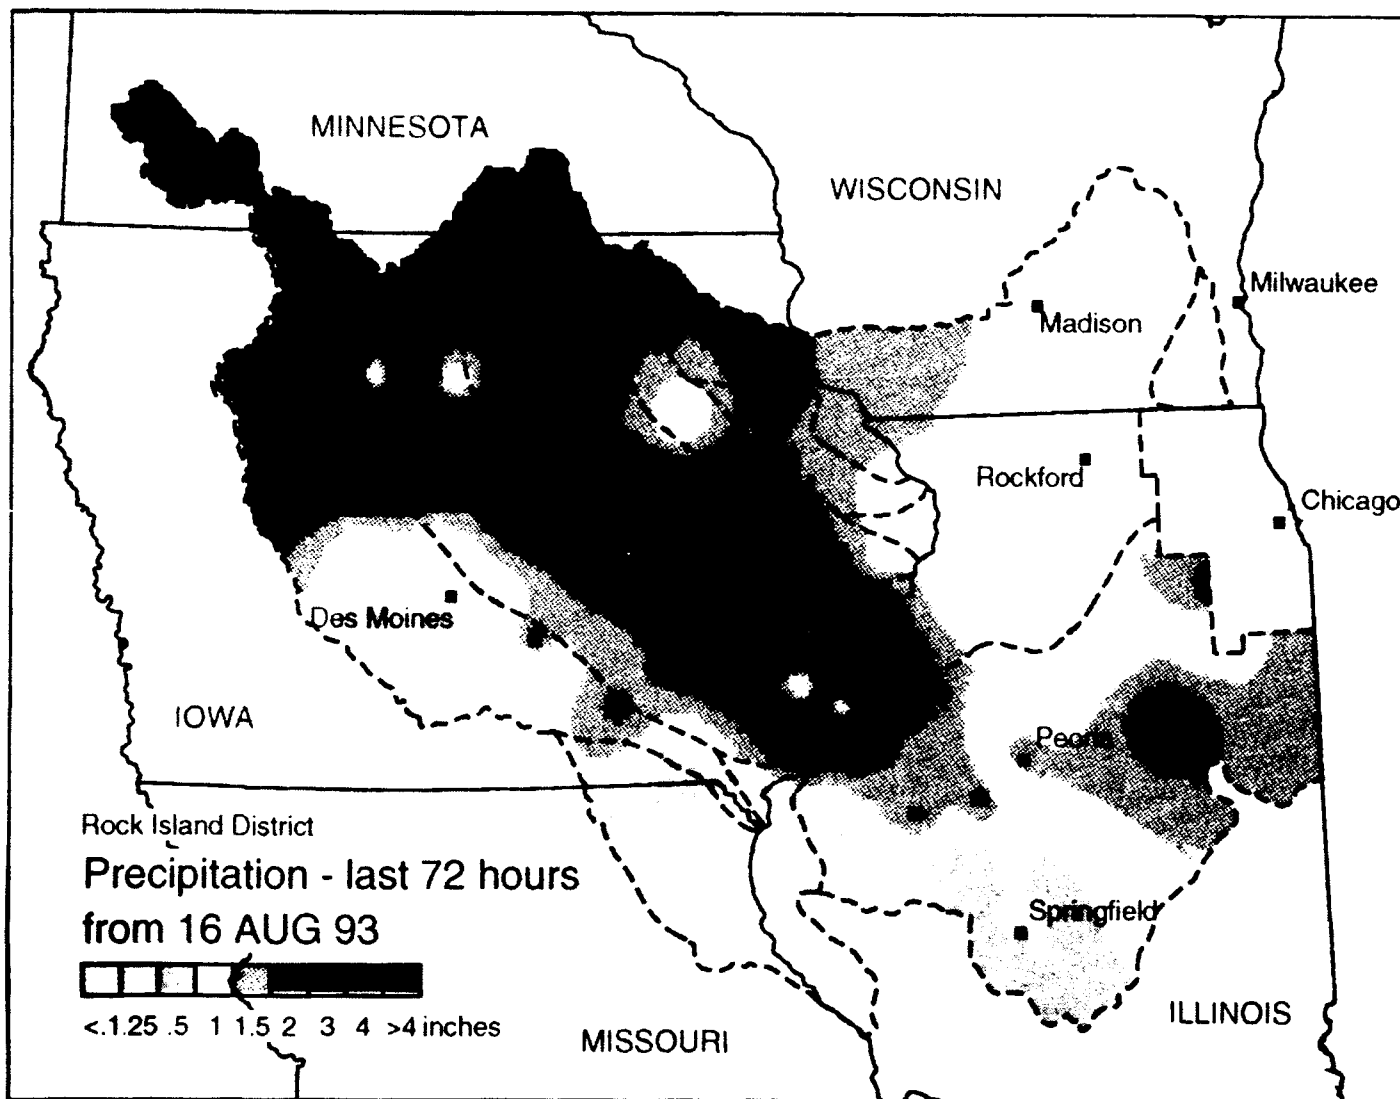 MINNESOTA
WISCONSIN
Milwaukee
Madison
Rockford
Chicago
Des Moines
IOWA
Peoria
Rock Island District
Precipitation - last 72 hours
from 16 AUG 93
<.1.25 .5 1 1.5 2 3 4 >4 inches
Springfield
ILLINOIS
MISSOURI